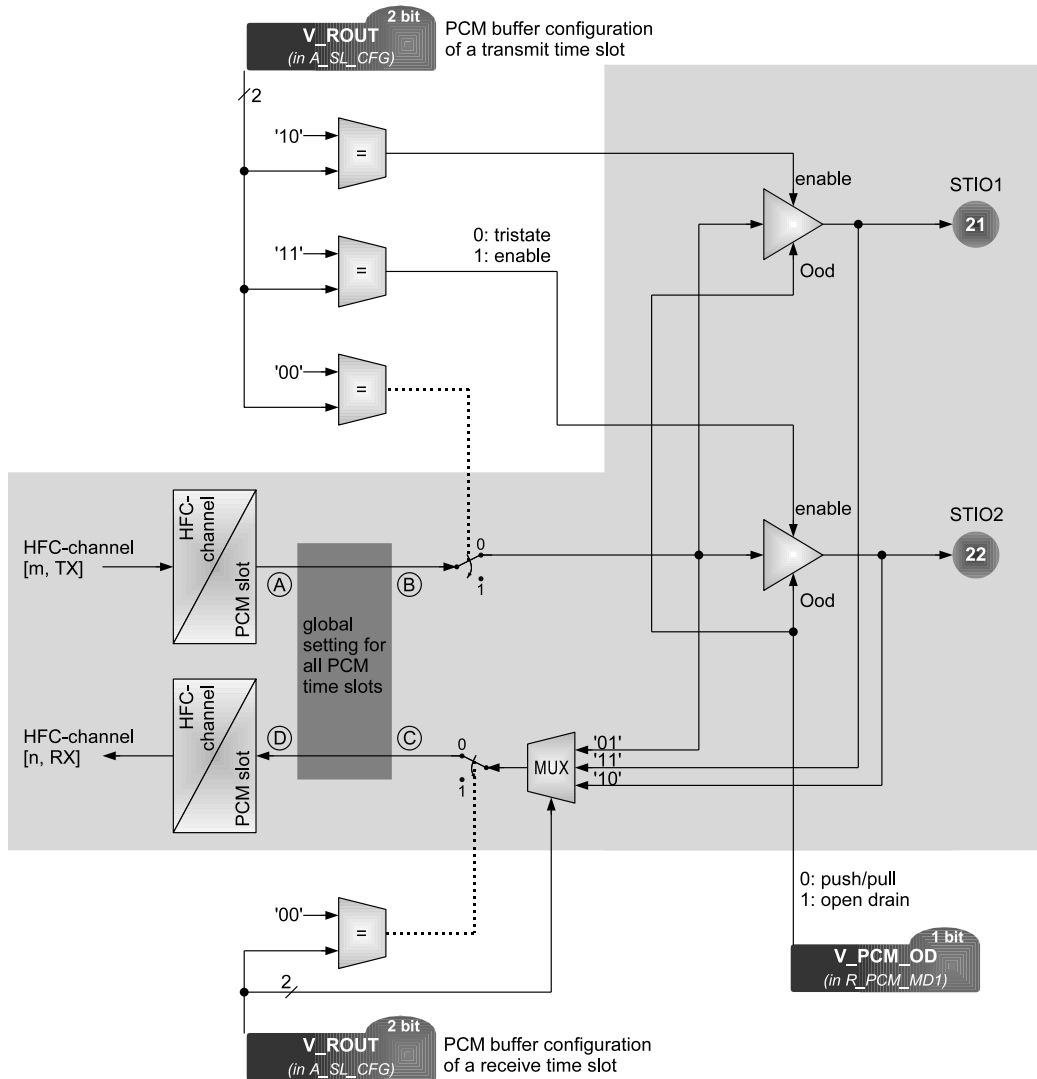 2 bit
V_ROUT
(in A_SL_CFG)
PCM buffer configuration
of a transmit time slot
2
'10'
=
enable
STIO1
21
'11'
=
0: tristate
1: enable
Ood
'00'
=
HFC-channel
[m, TX]
HFC-
channel
PCM slot
A
B
0
1
enable
STIO2
22
Ood
global
setting for
all PCM
time slots
HFC-channel
[n, RX]
HFC-
channel
PCM slot
D
C
0
1
MUX
'01'
'11'
'10'
0: push/pull
1: open drain
'00'
=
2
1 bit
V_PCM_OD
(in R_PCM_MD1)
2 bit
V_ROUT
(in A_SL_CFG)
PCM buffer configuration
of a receive time slot